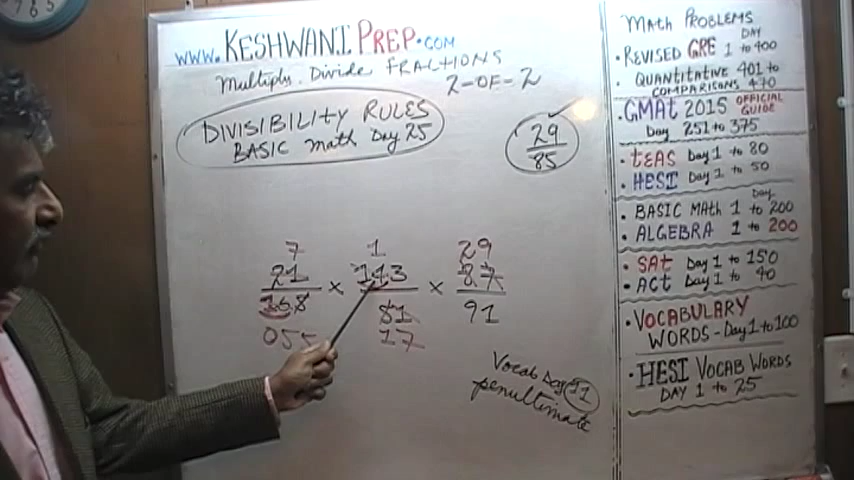 www.KESHWANIPREP.COM
Multiply. Divide FRACTIONS
2-OF-2
DIVISIBILITY RULES
BASIC math Day 25
29
85
7 1 29
21 × 143 × 87
81 91
055 17
Vocab Day
penultimate
MATH PROBLEMS
DAY
• REVISED GRE 1 to 400
• QUANTITATIVE 401 to
COMPARISONS 470
• GMAT 2015 OFFICIAL GUIDE
Day 251 to 375
• TEAS Day 1 to 80
• HESI Day 1 to 50
Day
• BASIC MATH 1 to 200
• ALGEBRA 1 to 200
• SAT Day 1 to 150
• ACT Day 1 to 40
• VOCABULARY
WORDS - Day 1 to 100
• HESI VOCAB WORDS
DAY 1 to 25